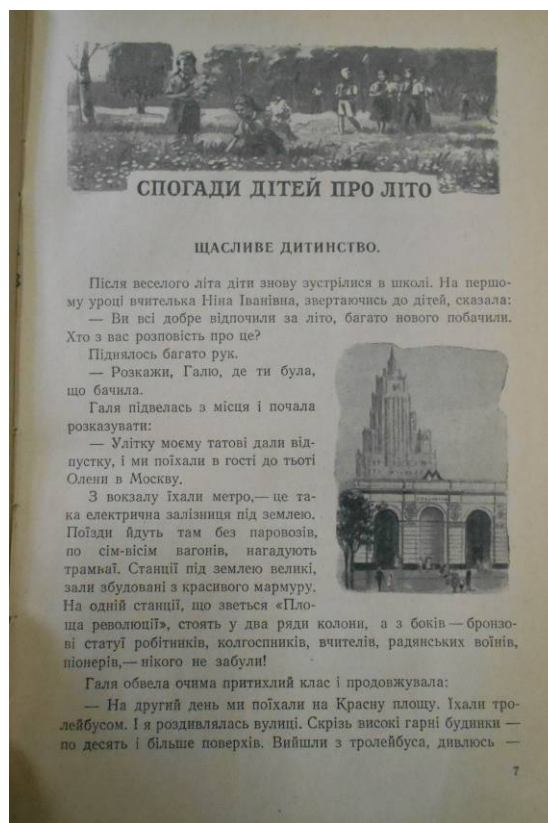 СПОГАДИ ДІТЕЙ ПРО ЛІТО
ЩАСЛИВЕ ДИТИНСТВО.
Після веселого літа діти знову зустрілися в школі. На першо-
му уроці вчителька Ніна Іванівна, звертаючись до дітей, сказала:
— Ви всі добре відпочили за літо, багато нового побачили.
Хто з вас розповість про це?
Піднялось багато рук.
— Розкажи, Галю, де ти була,
що бачила.
Галя підвелась з місця і почала
розказувати:
— Улітку моєму татові дали від-
пустку, і ми поїхали в гості до тьоті
Олени в Москву.
З вокзалу їхали метро,— це та-
ка електрична залізниця під землею.
Поїзди йдуть там без паровозів,
по сім-вісім вагонів, нагадують
трамваї. Станції під землею великі,
зали збудовані з красивого мармуру.
На одній станції, що зветься «Пло-
ща революції», стоять у два ряди колони, а з боків — бронзо-
ві статуї робітників, колгоспників, вчителів, радянських воїнів,
піонерів,— нікого не забули!
Галя обвела очима притихлий клас і продовжувала:
— На другий день ми поїхали на Красну площу. Їхали тро-
лейбусом. І я роздивлялась вулиці. Скрізь високі гарні будинки —
по десять і більше поверхів. Вийшли з тролейбуса, дивлюсь —
7